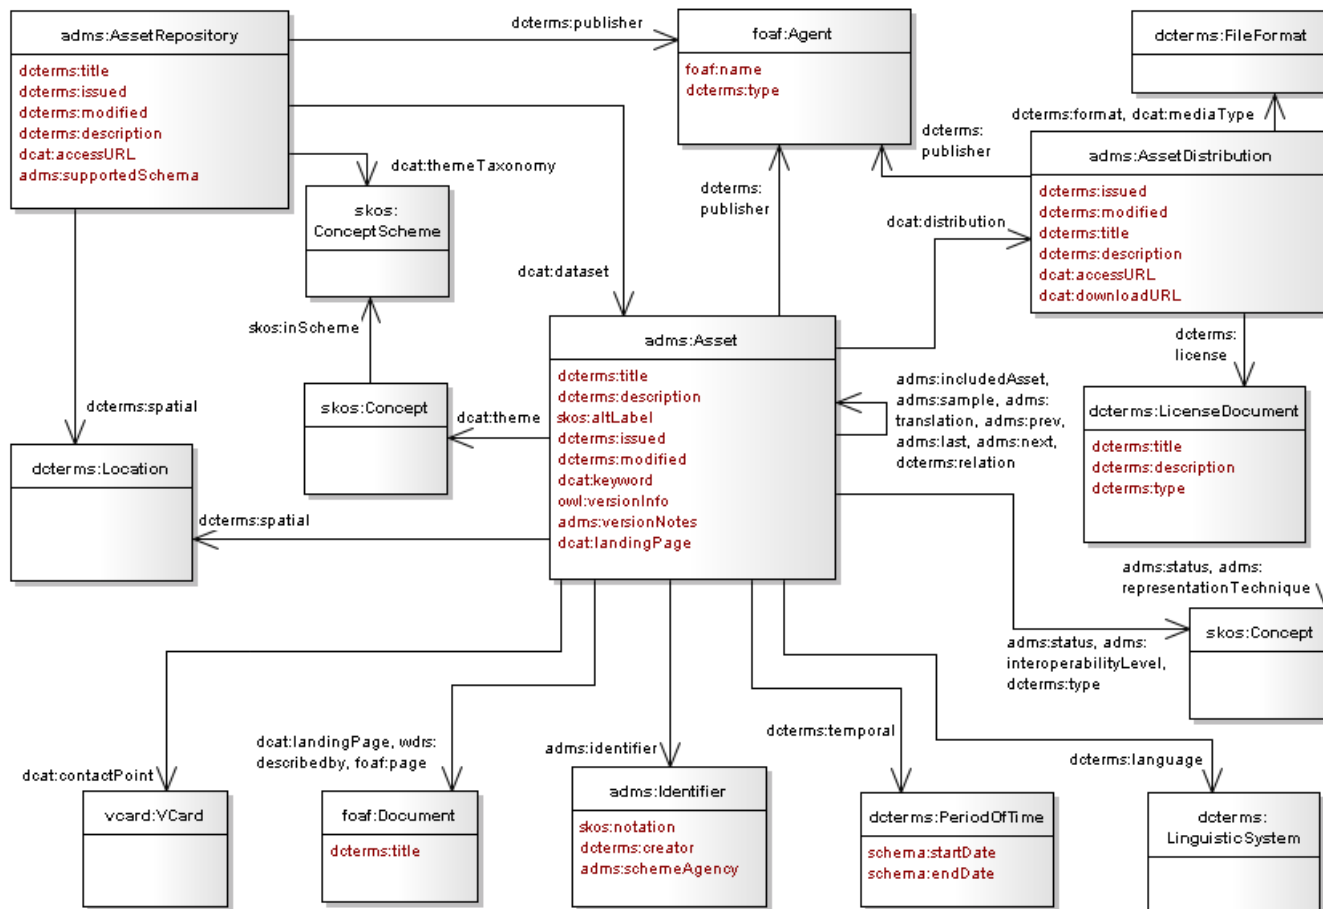 adms:AssetRepository
dcterms:title
dcterms:issued
dcterms:modified
dcterms:description
dcat:accessURL
adms:supportedSchema
dcterms:publisher
foaf:Agent
foaf:name
dcterms:type
dcterms:FileFormat
dcterms:format, dcat:mediaType
dcterms:
publisher
adms:AssetDistribution
dcterms:issued
dcterms:modified
dcterms:title
dcterms:description
dcat:accessURL
dcat:downloadURL
dcat:themeTaxonomy
skos:
ConceptScheme
dcterms:
publisher
dcat:distribution
dcat:dataset
skos:inScheme
adms:Asset
dcterms:title
dcterms:description
skos:altLabel
dcterms:issued
dcterms:modified
dcat:keyword
owl:versionInfo
adms:versionNotes
dcat:landingPage
dcterms:
license
adms:includedAsset,
adms:sample, adms:
translation, adms:prev,
adms:last, adms:next,
dcterms:relation
dcterms:LicenseDocument
dcterms:title
dcterms:description
dcterms:type
skos:Concept
dcat:theme
dcterms:spatial
dcterms:Location
dcterms:spatial
adms:status, adms:
representationTechnique
skos:Concept
adms:status, adms:
interoperabilityLevel,
dcterms:type
dcat:contactPoint
dcat:landingPage, wdrs:
describedby, foaf:page
adms:identifier
dcterms:temporal
dcterms:language
vcard:VCard
foaf:Document
dcterms:title
adms:Identifier
skos:notation
dcterms:creator
adms:schemeAgency
dcterms:PeriodOfTime
schema:startDate
schema:endDate
dcterms:
LinguisticSystem